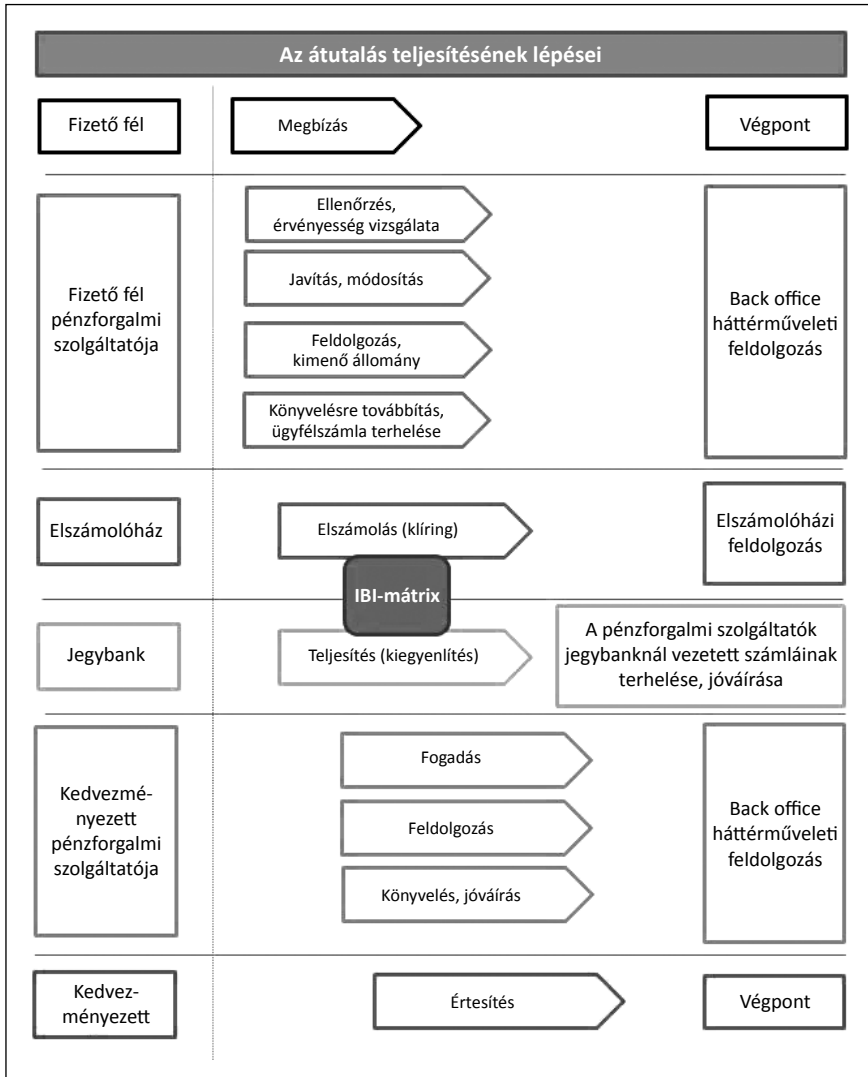 Az átutalás teljesítésének lépései
Fizető fél
Megbízás
Végpont
Fizető fél
pénzforgalmi
szolgáltatója
Ellenőrzés,
érvényesség vizsgálata
Javítás, módosítás
Feldolgozás,
kimenő állomány
Könyvelésre továbbítás,
ügyfélszámla terhelése
Back office
háttérműveleti
feldolgozás
Elszámolóház
Elszámolás (klíring)
Elszámolóházi
feldolgozás
IBI-mátrix
Jegybank
Teljesítés (kiegyenlítés)
A pénzforgalmi szolgáltatók
jegybanknál vezetett számláinak
terhelése, jóváírása
Kedvezmé-
nyezett
pénzforgalmi
szolgáltatója
Fogadás
Feldolgozás
Könyvelés, jóváírás
Back office
háttérműveleti
feldolgozás
Kedvez-
ményezett
Értesítés
Végpont